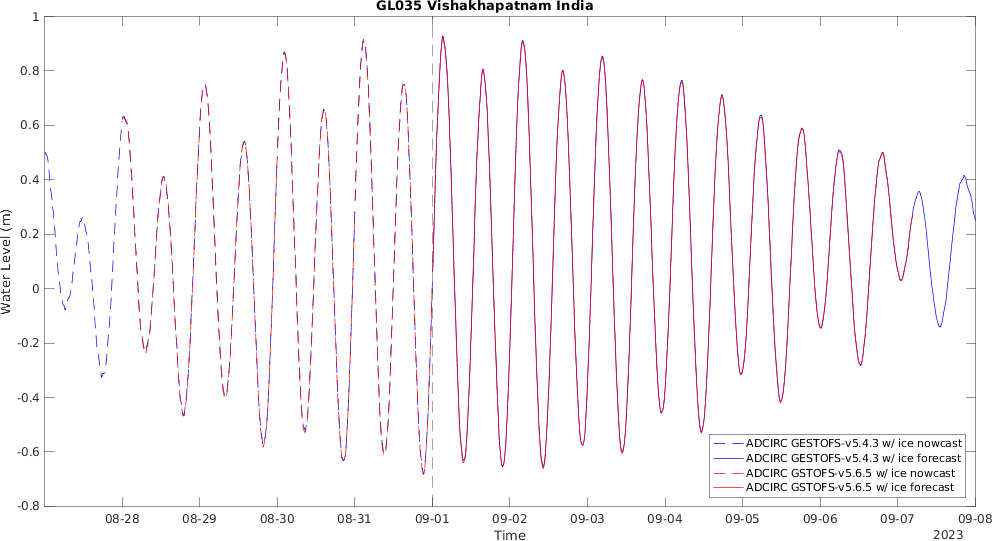 GL035 Vishakhapatnam India
Water Level (m)
1
0.8
0.6
0.4
0.2
0
-0.2
-0.4
-0.6
-0.8
ADCIRC GESTOFS-v5.4.3 w/ ice nowcast
ADCIRC GESTOFS-v5.4.3 w/ ice forecast
ADCIRC GSTOFS-v5.6.5 w/ ice nowcast
ADCIRC GSTOFS-v5.6.5 w/ ice forecast
08-28 08-29 08-30 08-31 09-01 09-02 09-03 09-04 09-05 09-06 09-07 09-08
Time
2023